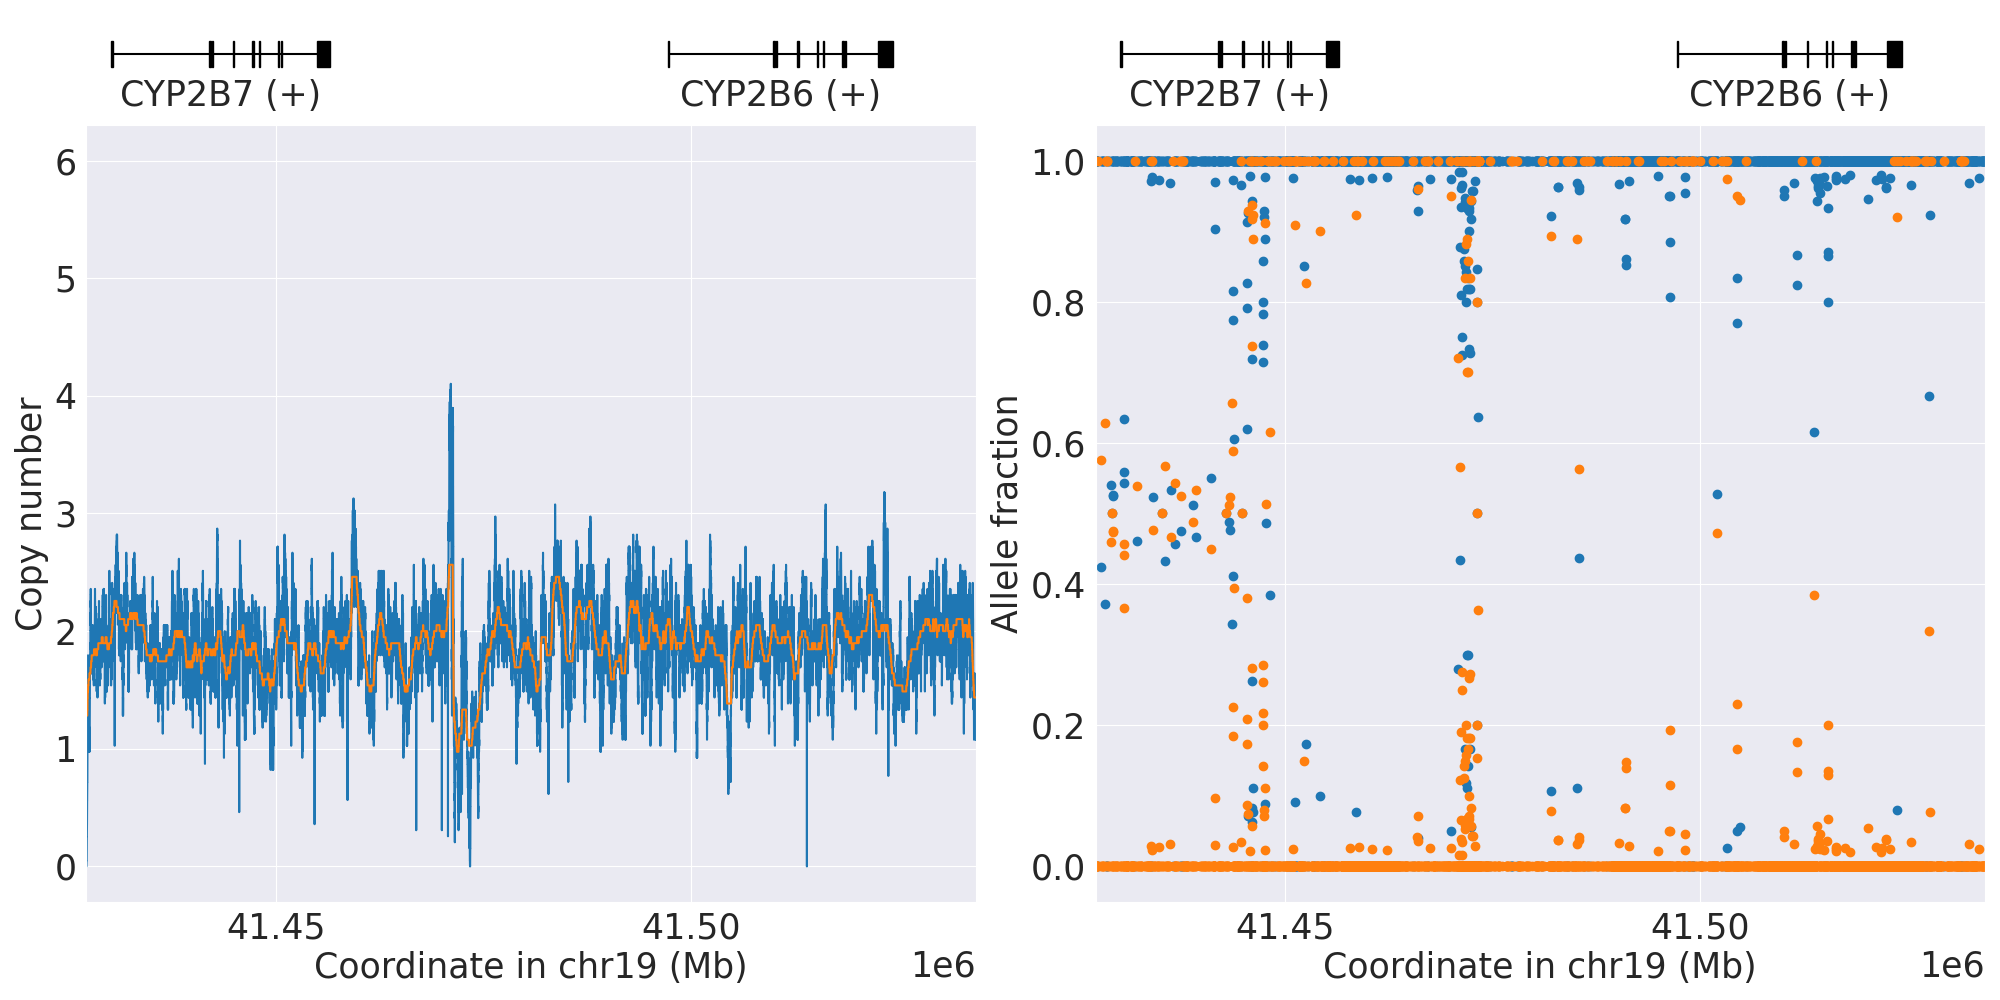 CYP2B7 (+)
CYP2B6 (+)
CYP2B7 (+)
CYP2B6 (+)
6
5
4
3
2
1
0
Copy number
41.45
41.50
Coordinate in chr19 (Mb)
1e6
1.0
0.8
0.6
0.4
0.2
0.0
Allele fraction
41.45
41.50
Coordinate in chr19 (Mb)
1e6